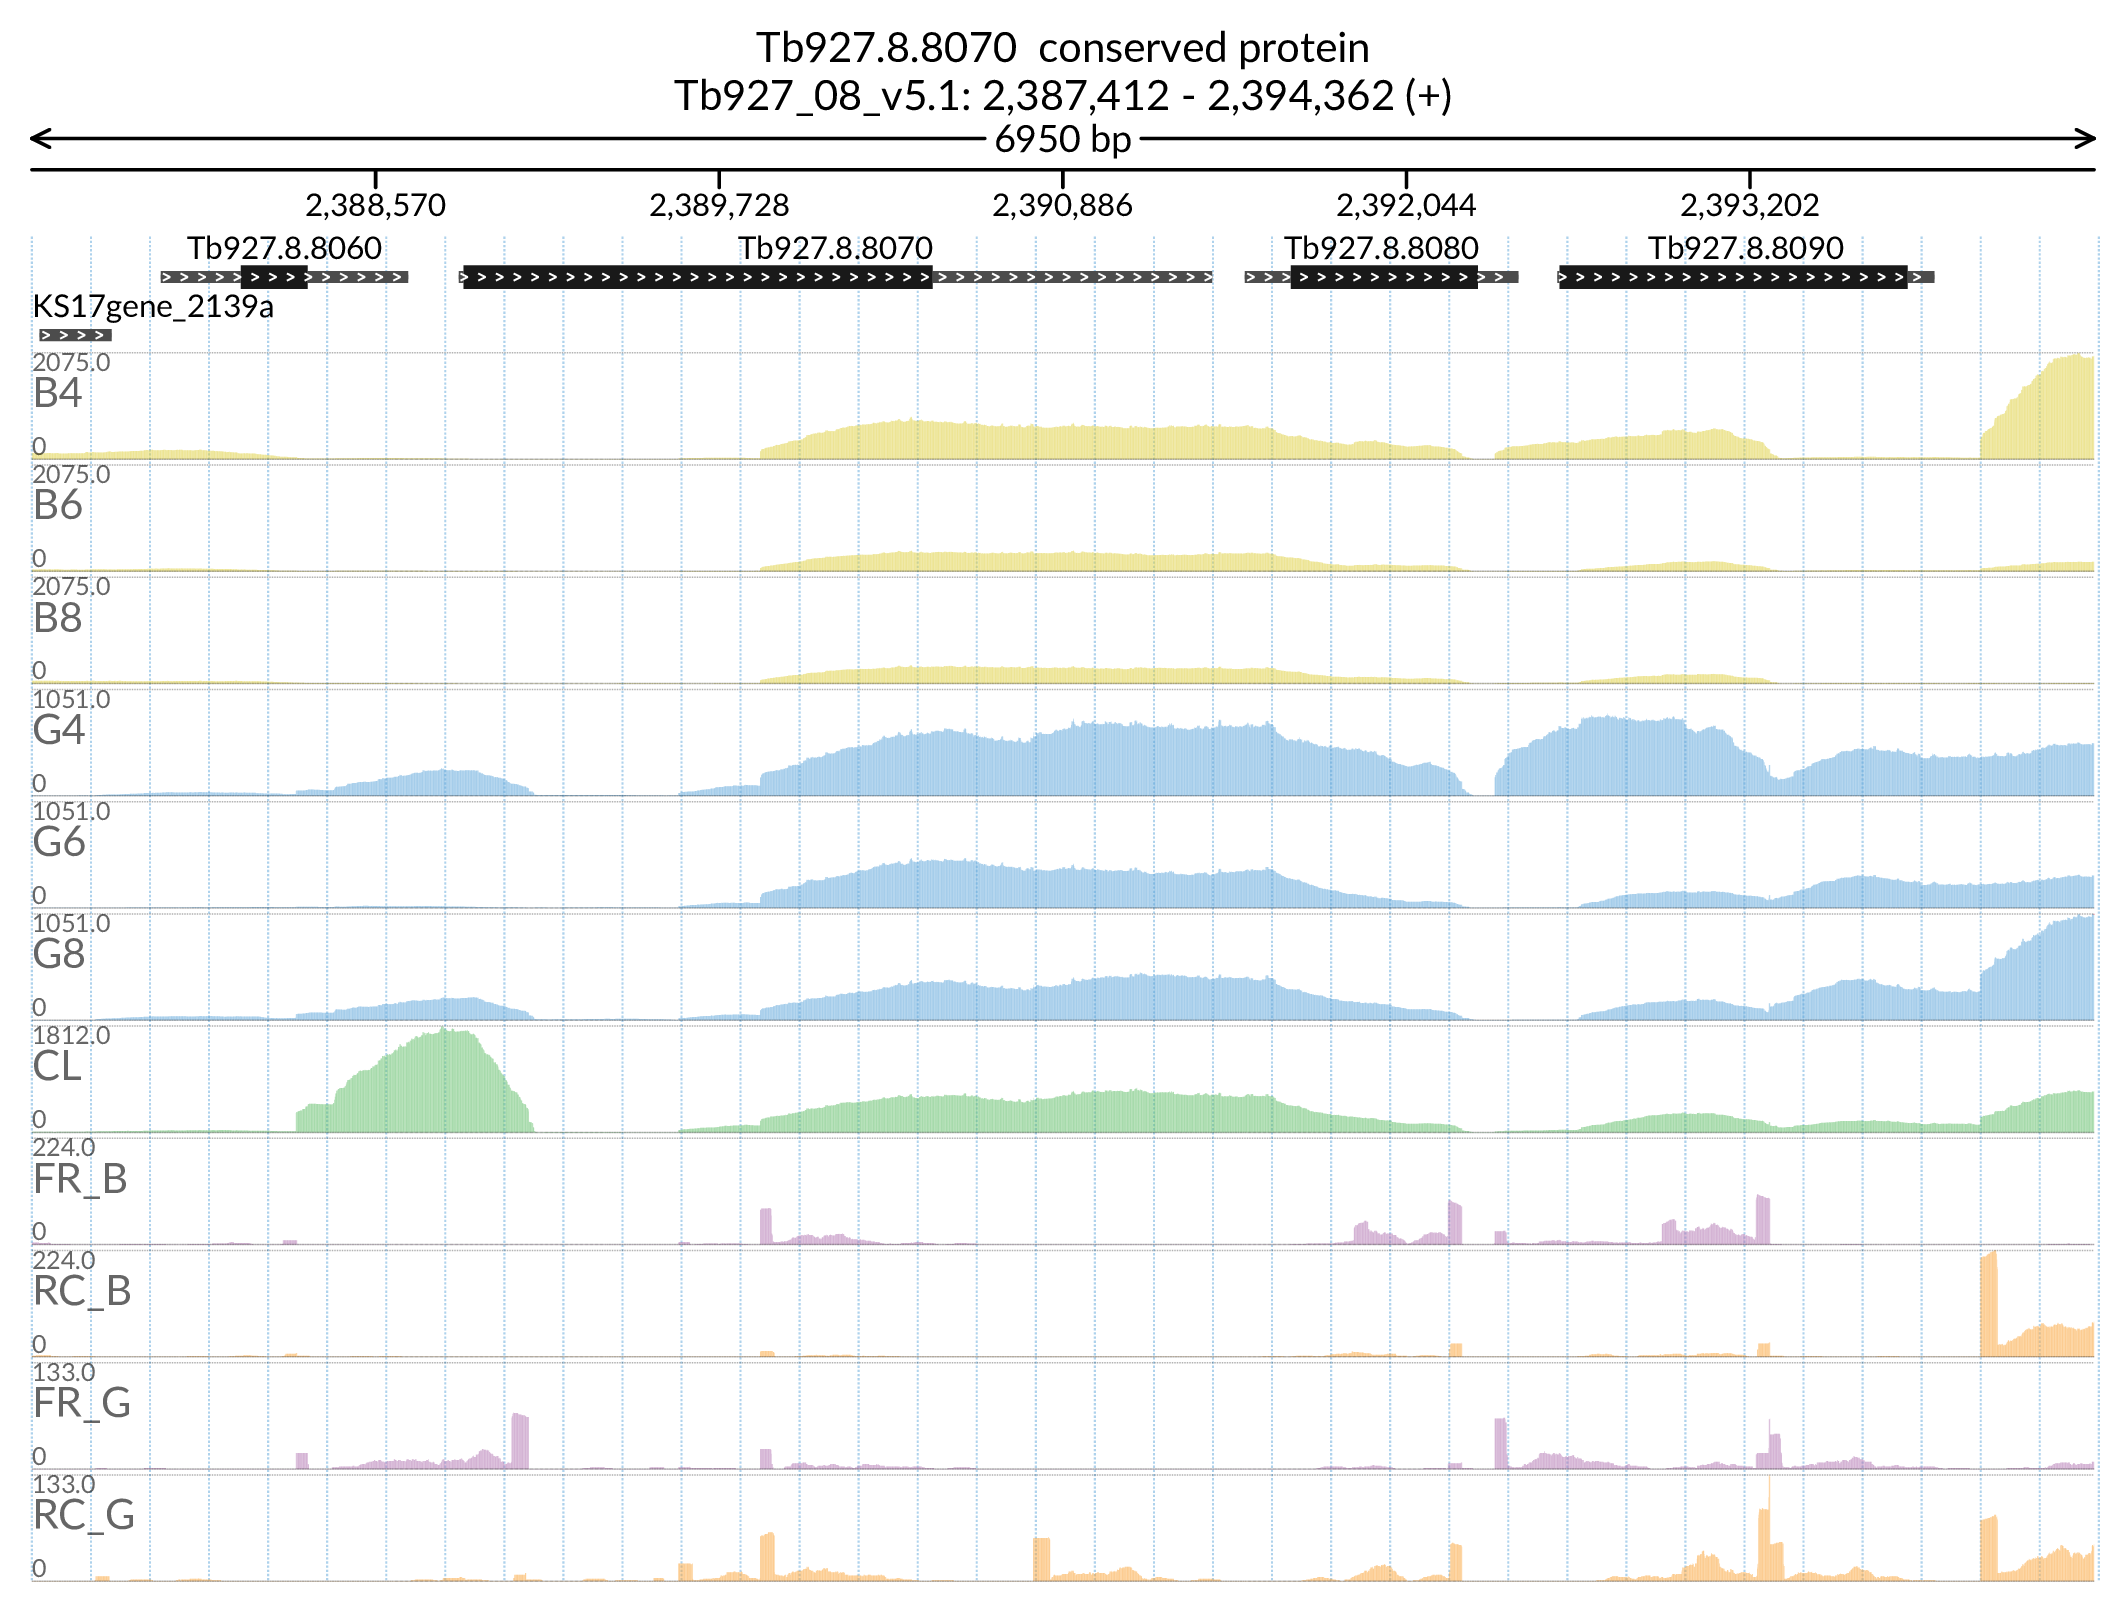 Tb927.8.8070  conserved protein
Tb927_08_v5.1: 2,387,412 - 2,394,362 (+)
6950 bp
2,388,570 2,389,728 2,390,886 2,392,044 2,393,202
Tb927.8.8060 Tb927.8.8070 Tb927.8.8080 Tb927.8.8090
KS17gene_2139a
2075.0
B4
0
2075.0
B6
0
2075.0
B8
0
1051.0
G4
0
1051.0
G6
0
1051.0
G8
0
1812.0
CL
0
224.0
FR_B
0
224.0
RC_B
0
133.0
FR_G
0
133.0
RC_G
0